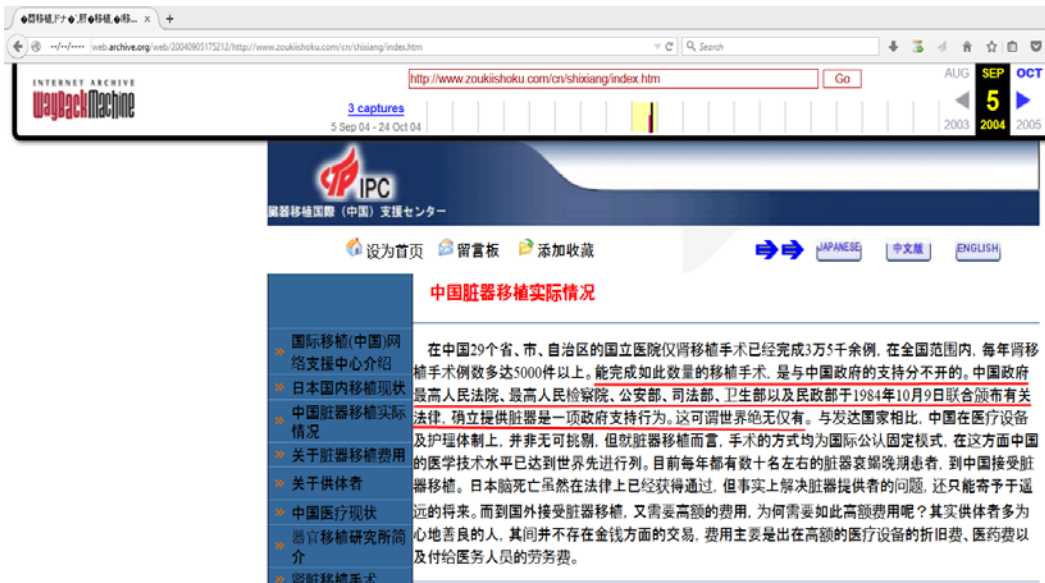 web.archive.org/web/20040905175212/http://www.zoukiishoku.com/cn/shixiang/index.htm
Search
INTERNET ARCHIVE
WayBackMachine
http://www.zoukiishoku.com/cn/shixiang/index.htm
Go
AUG SEP OCT
3 captures
5
5 Sep 04 - 24 Oct 04
2003 2004 2005
IPC
臓器移植国際（中国）支援センター
设为首页 留言板 添加收藏
JAPANESE 中文版 ENGLISH
中国脏器移植实际情况
国际移植(中国)网
络支援中心介绍
日本国内移植现状
中国脏器移植实际
情况
关于脏器移植费用
关于供体者
中国医疗现状
器官移植研究所简
介
肾脏移植手术
在中国29个省、市、自治区的国立医院仅肾移植手术已经完成3万5千余例, 在全国范围内, 每年肾移
植手术例数多达5000件以上。能完成如此数量的移植手术, 是与中国政府的支持分不开的。中国政府
最高人民法院、最高人民检察院、公安部、司法部、卫生部以及民政部于1984年10月9日联合颁布有关
法律, 确立提供脏器是一项政府支持行为。这可谓世界绝无仅有。与发达国家相比, 中国在医疗设备
及护理体制上, 并非无可挑剔, 但就脏器移植而言, 手术的方式均为国际公认固定模式, 在这方面中国
的医学技术水平已达到世界先进行列。目前每年都有数十名左右的脏器衰竭晚期患者, 到中国接受脏
器移植。日本脑死亡虽然在法律上已经获得通过, 但事实上解决脏器提供者的问题, 还只能寄予于遥
远的将来。而到国外接受脏器移植, 又需要高额的费用, 为何需要如此高额费用呢？其实供体者多为
心地善良的人, 其间并不存在金钱方面的交易, 费用主要是出在高额的医疗设备的折旧费、医药费以
及付给医务人员的劳务费。